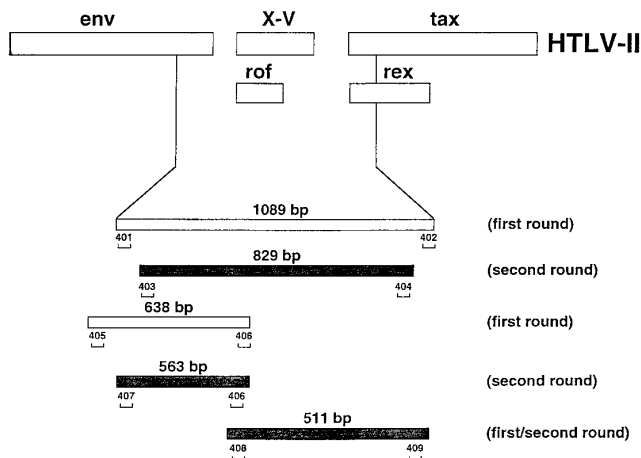 env X-V tax
HTLV-II
rof rex
1089 bp
(first round)
401 402
829 bp
(second round)
403 404
638 bp
(first round)
405 406
563 bp
(second round)
407 406
511 bp
(first/second round)
408 409